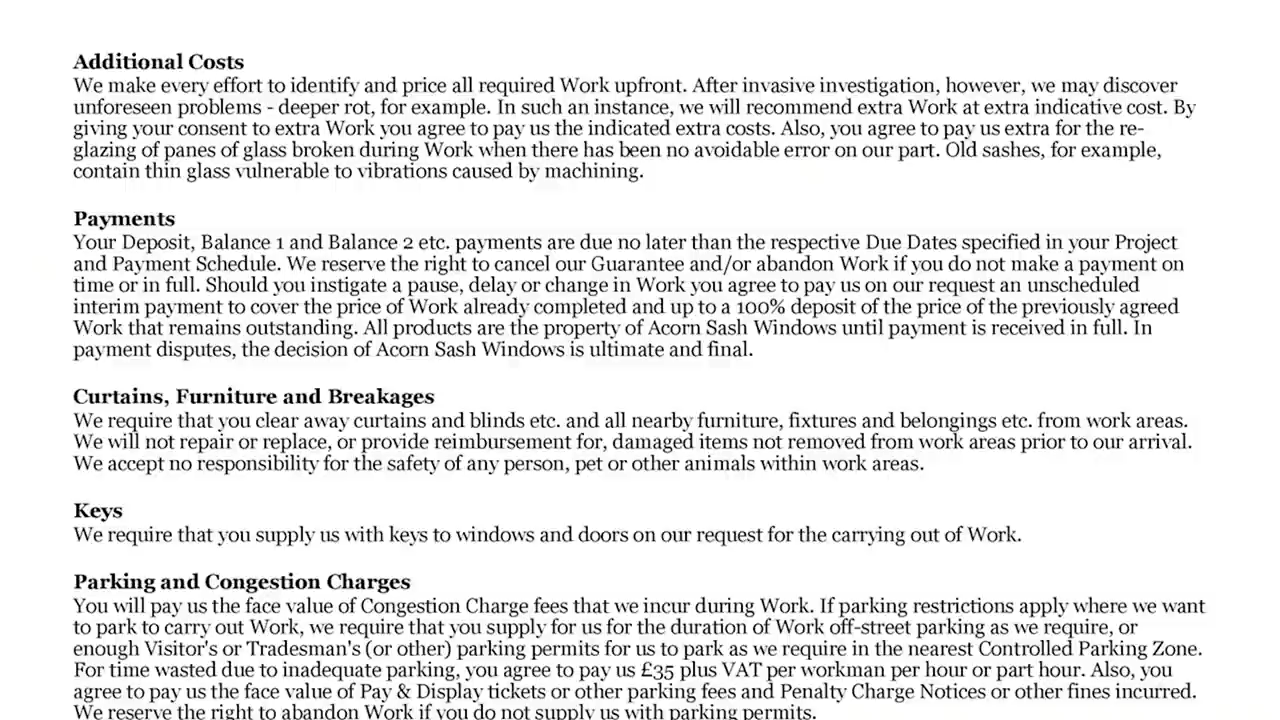 Additional Costs
We make every effort to identify and price all required Work upfront. After invasive investigation, however, we may discover
unforeseen problems - deeper rot, for example. In such an instance, we will recommend extra Work at extra indicative cost. By
giving your consent to extra Work you agree to pay us the indicated extra costs. Also, you agree to pay us extra for the re-
glazing of panes of glass broken during Work when there has been no avoidable error on our part. Old sashes, for example,
contain thin glass vulnerable to vibrations caused by machining.
Payments
Your Deposit, Balance 1 and Balance 2 etc. payments are due no later than the respective Due Dates specified in your Project
and Payment Schedule. We reserve the right to cancel our Guarantee and/or abandon Work if you do not make a payment on
time or in full. Should you instigate a pause, delay or change in Work you agree to pay us on our request an unscheduled
interim payment to cover the price of Work already completed and up to a 100% deposit of the price of the previously agreed
Work that remains outstanding. All products are the property of Acorn Sash Windows until payment is received in full. In
payment disputes, the decision of Acorn Sash Windows is ultimate and final.
Curtains, Furniture and Breakages
We require that you clear away curtains and blinds etc. and all nearby furniture, fixtures and belongings etc. from work areas.
We will not repair or replace, or provide reimbursement for, damaged items not removed from work areas prior to our arrival.
We accept no responsibility for the safety of any person, pet or other animals within work areas.
Keys
We require that you supply us with keys to windows and doors on our request for the carrying out of Work.
Parking and Congestion Charges
You will pay us the face value of Congestion Charge fees that we incur during Work. If parking restrictions apply where we want
to park to carry out Work, we require that you supply for us for the duration of Work off-street parking as we require, or
enough Visitor's or Tradesman's (or other) parking permits for us to park as we require in the nearest Controlled Parking Zone.
For time wasted due to inadequate parking, you agree to pay us £35 plus VAT per workman per hour or part hour. Also, you
agree to pay us the face value of Pay & Display tickets or other parking fees and Penalty Charge Notices or other fines incurred.
We reserve the right to abandon Work if you do not supply us with parking permits.